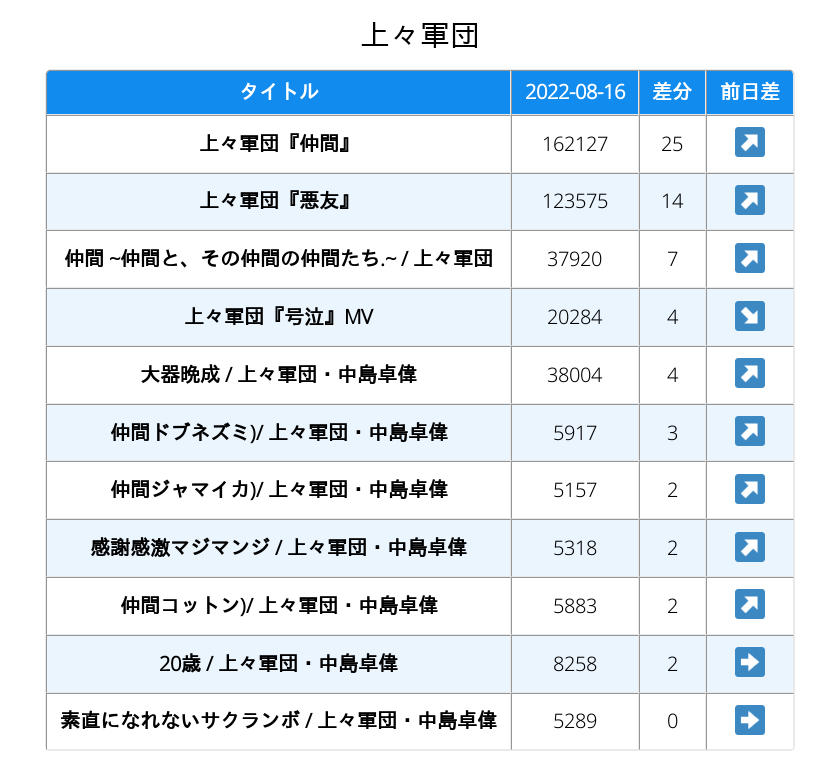 上々軍団
タイトル 2022-08-16 差分 前日差
上々軍団『仲間』 162127 25 ↗
上々軍団『悪友』 123575 14 ↗
仲間 ~仲間と、その仲間の仲間たち.~ / 上々軍団 37920 7 ↗
上々軍団『号泣』MV 20284 4 ↘
大器晩成 / 上々軍団・中島卓偉 38004 4 ↗
仲間ドブネズミ)/ 上々軍団・中島卓偉 5917 3 ↗
仲間ジャマイカ)/ 上々軍団・中島卓偉 5157 2 ↗
感謝感激マジマンジ / 上々軍団・中島卓偉 5318 2 ↗
仲間コットン)/ 上々軍団・中島卓偉 5883 2 ↗
20歳 / 上々軍団・中島卓偉 8258 2 ➡
素直になれないサクランボ / 上々軍団・中島卓偉 5289 0 ➡